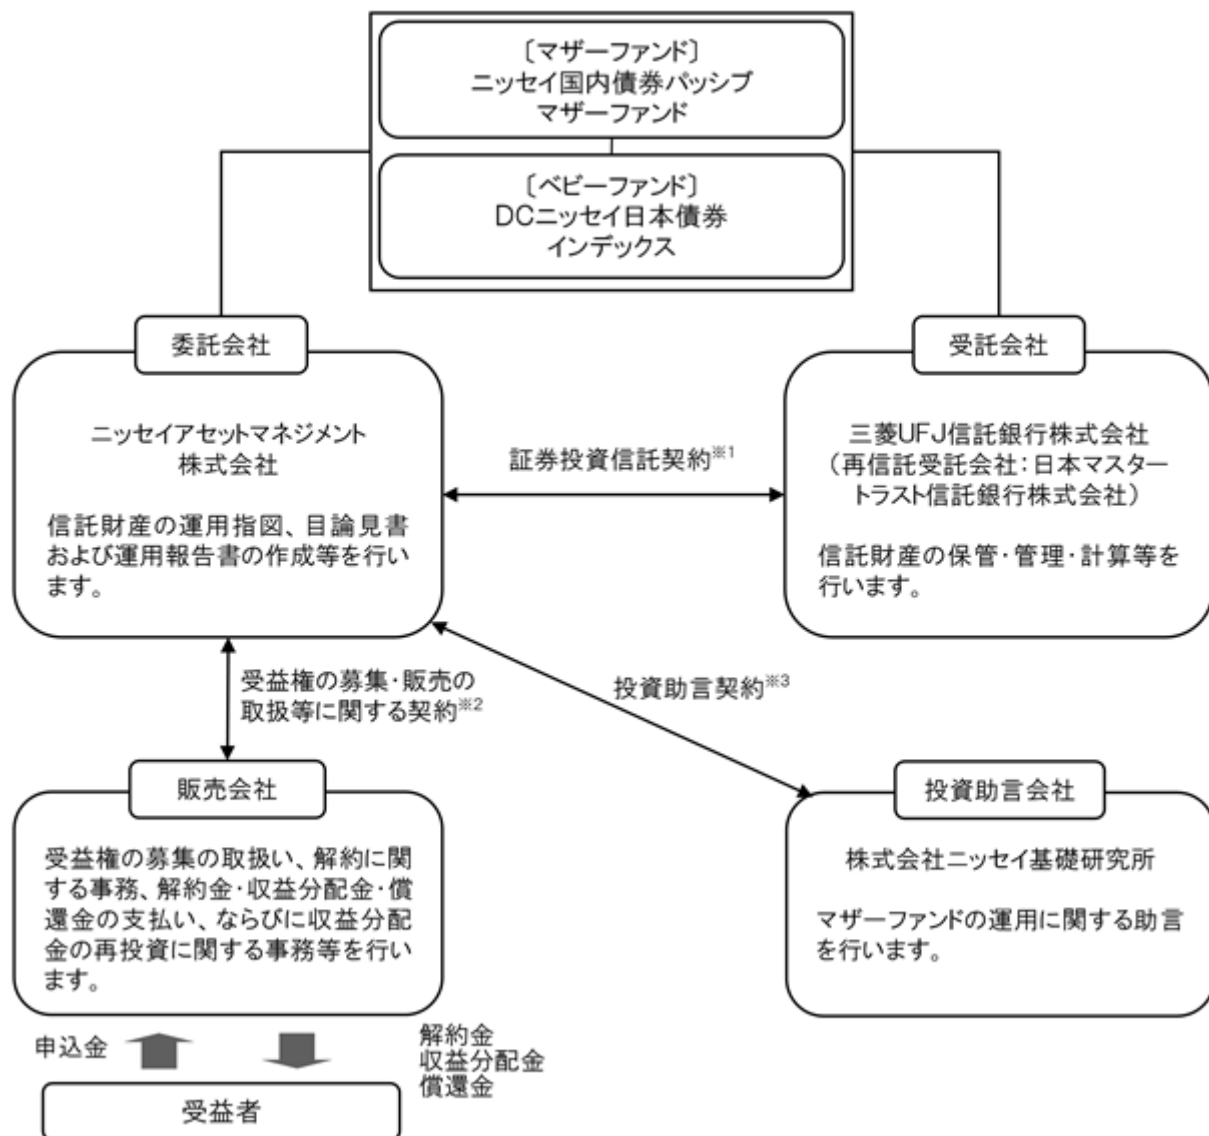 〔マザーファンド〕
ニッセイ国内債券パッシブ
マザーファンド
〔ベビーファンド〕
DCニッセイ日本債券
インデックス
委託会社
ニッセイアセットマネジメント
株式会社
信託財産の運用指図、目論見書
および運用報告書の作成等を行い
ます。
証券投資信託契約※1
受託会社
三菱UFJ信託銀行株式会社
（再信託受託会社：日本マスター
トラスト信託銀行株式会社）
信託財産の保管・管理・計算等を
行います。
受益権の募集・販売の
取扱等に関する契約※2
投資助言契約※3
販売会社
受益権の募集の取扱い、解約に関
する事務、解約金・収益分配金・償
還金の支払い、ならびに収益分配
金の再投資に関する事務等を行い
ます。
投資助言会社
株式会社ニッセイ基礎研究所
マザーファンドの運用に関する助言
を行います。
申込金
解約金
収益分配金
償還金
受益者